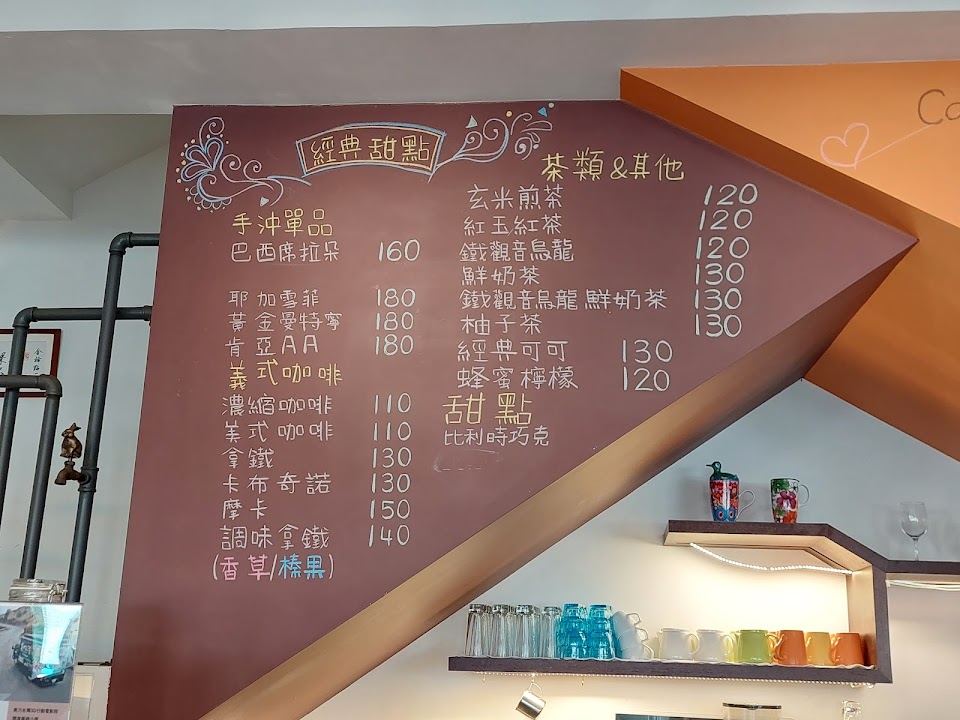 經典甜點
手沖單品
巴西席拉朵 160
耶加雪菲 180
黃金曼特寧 180
肯亞AA 180
義式咖啡
濃縮咖啡 110
美式咖啡 110
拿鐵 130
卡布奇諾 130
摩卡 150
調味拿鐵 140
(香草/榛果)
茶類&其他
玄米煎茶 120
紅玉紅茶 120
鐵觀音烏龍 120
鮮奶茶 130
鐵觀音烏龍鮮奶茶 130
柚子茶 130
經典可可 130
蜂蜜檸檬 120
甜點
比利時巧克
Ca